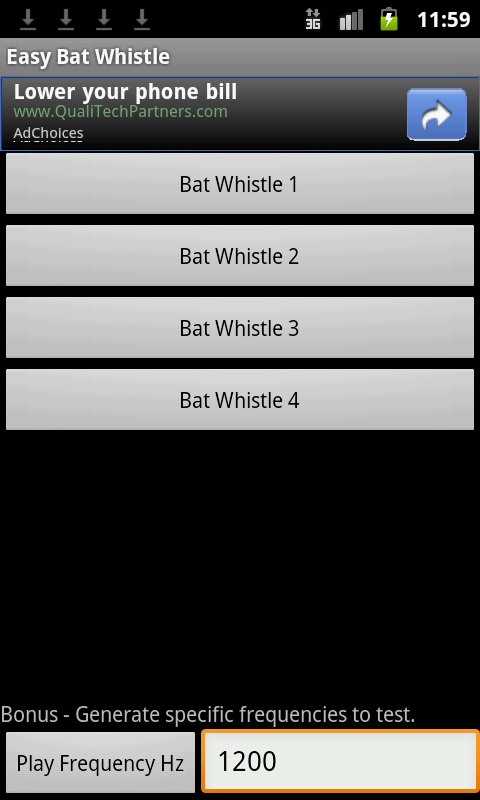 3G 11:59
Easy Bat Whistle
Lower your phone bill
www.QualiTechPartners.com
AdChoices
Bat Whistle 1
Bat Whistle 2
Bat Whistle 3
Bat Whistle 4
Bonus - Generate specific frequencies to test.
Play Frequency Hz 1200